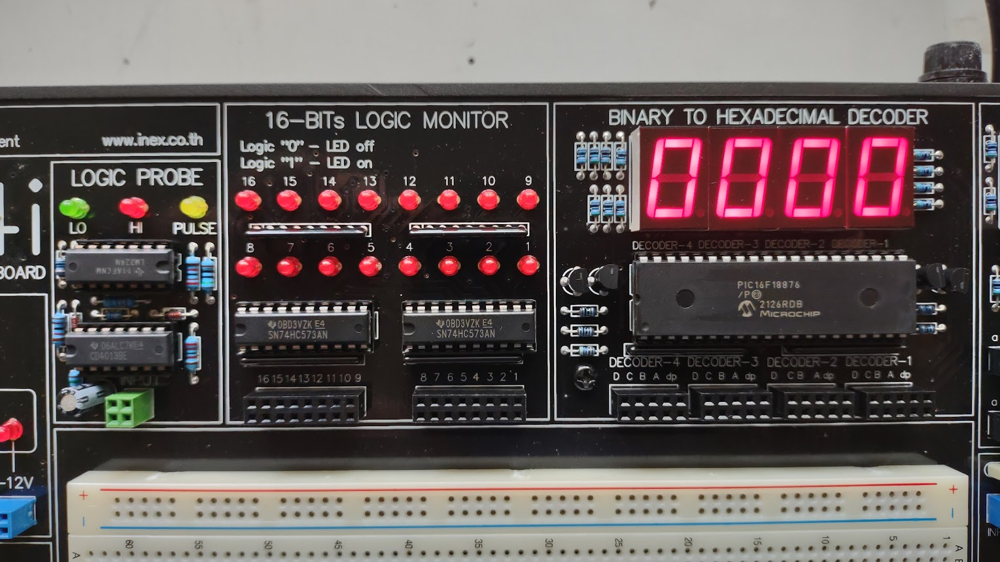 ent
www.inex.co.th
LOGIC PROBE
LO HI PULSE
+i
BOARD
LM324N
11AFCNM
06ALC7KE4
CD4013BE
INPUT
-12V
16-BITs LOGIC MONITOR
Logic "0" - LED off
Logic "1" - LED on
16 15 14 13 12 11 10 9
8 7 6 5 4 3 2 1
0BD3VZK E4
SN74HC573AN
0BD3VZK E4
SN74HC573AN
16 15 14 13 12 11 10 9
8 7 6 5 4 3 2 1
BINARY TO HEXADECIMAL DECODER
0000
DECODER-4 DECODER-3 DECODER-2 DECODER-1
PIC16F18876
/P e3
2126RDB
MICROCHIP
DECODER-4 DECODER-3 DECODER-2 DECODER-1
D C B A dp D C B A dp D C B A dp D C B A dp
a
a
+ +
- -
60 55 50 45 40 35 30 25 20 15 10 5 1
A A